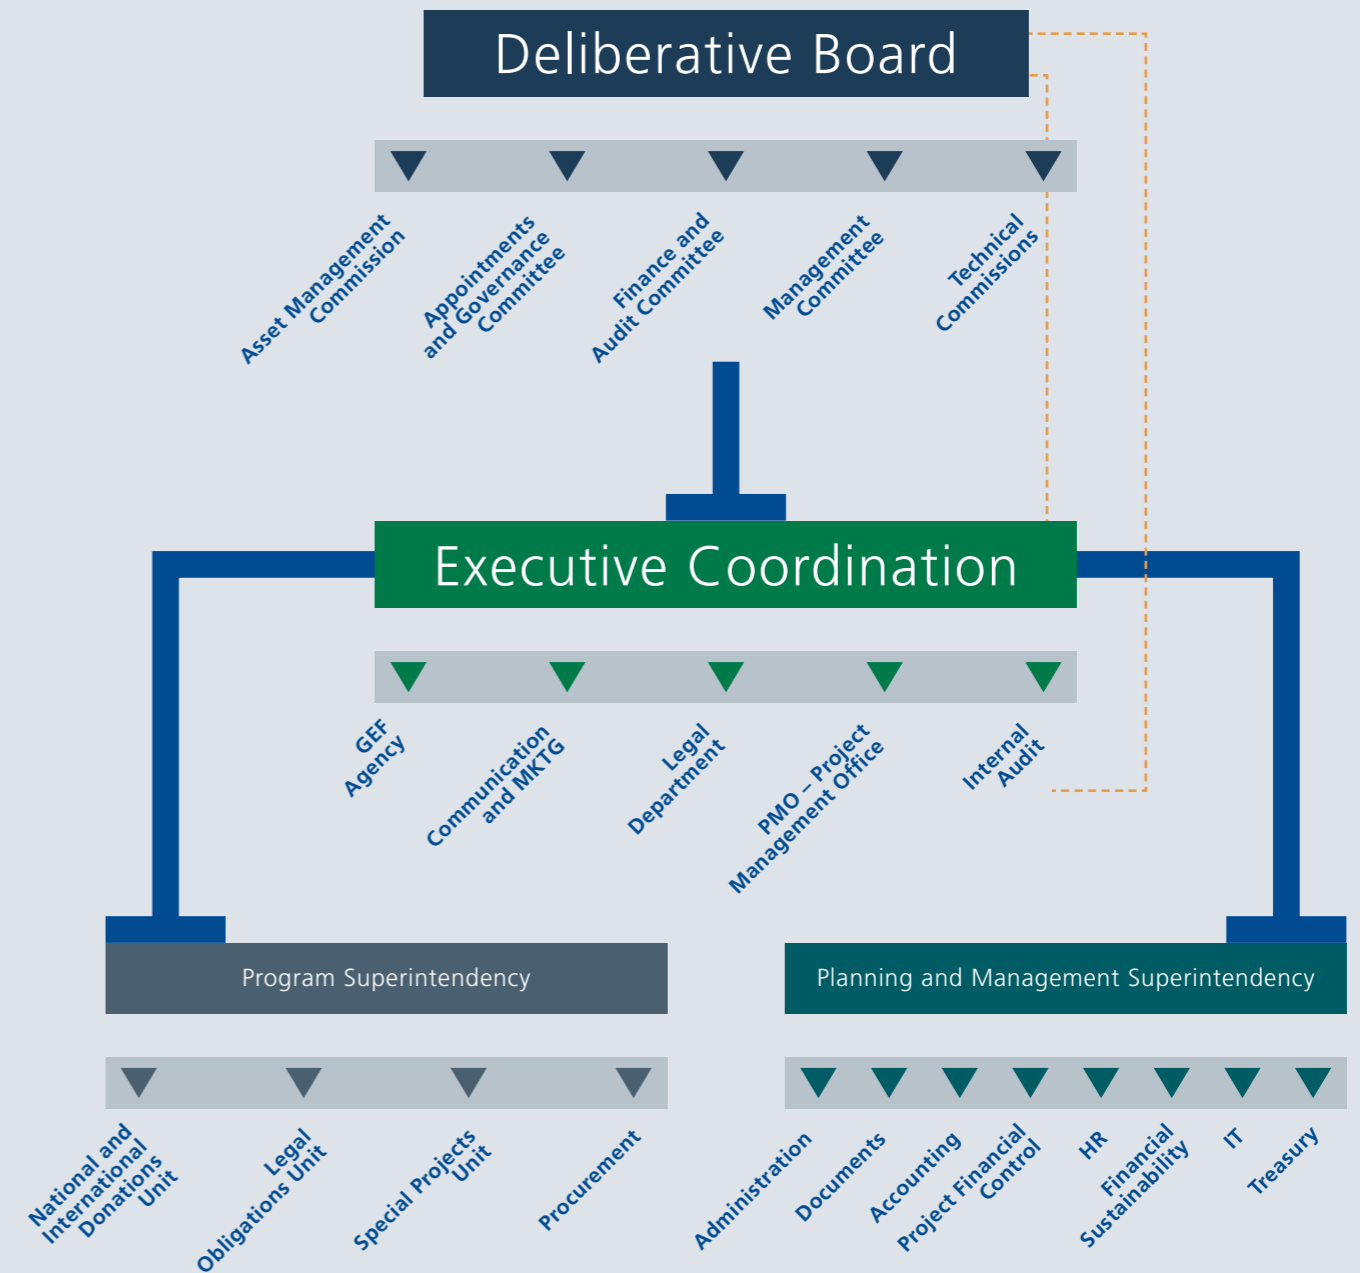 Deliberative Board
Asset Management
Commission
Appointments
and Governance
Committee
Finance and
Audit Committee
Management
Committee
Technical
Commissions
Executive Coordination
GEF
Agency
Communication
and MKTG
Legal
Department
PMO – Project
Management Office
Internal
Audit
Program Superintendency
Planning and Management Superintendency
National and
International
Donations
Unit
Legal
Obligations Unit
Special Projects
Unit
Procurement
Administration
Documents
Accounting
Project Financial
Control
HR
Financial
Sustainability
IT
Treasury